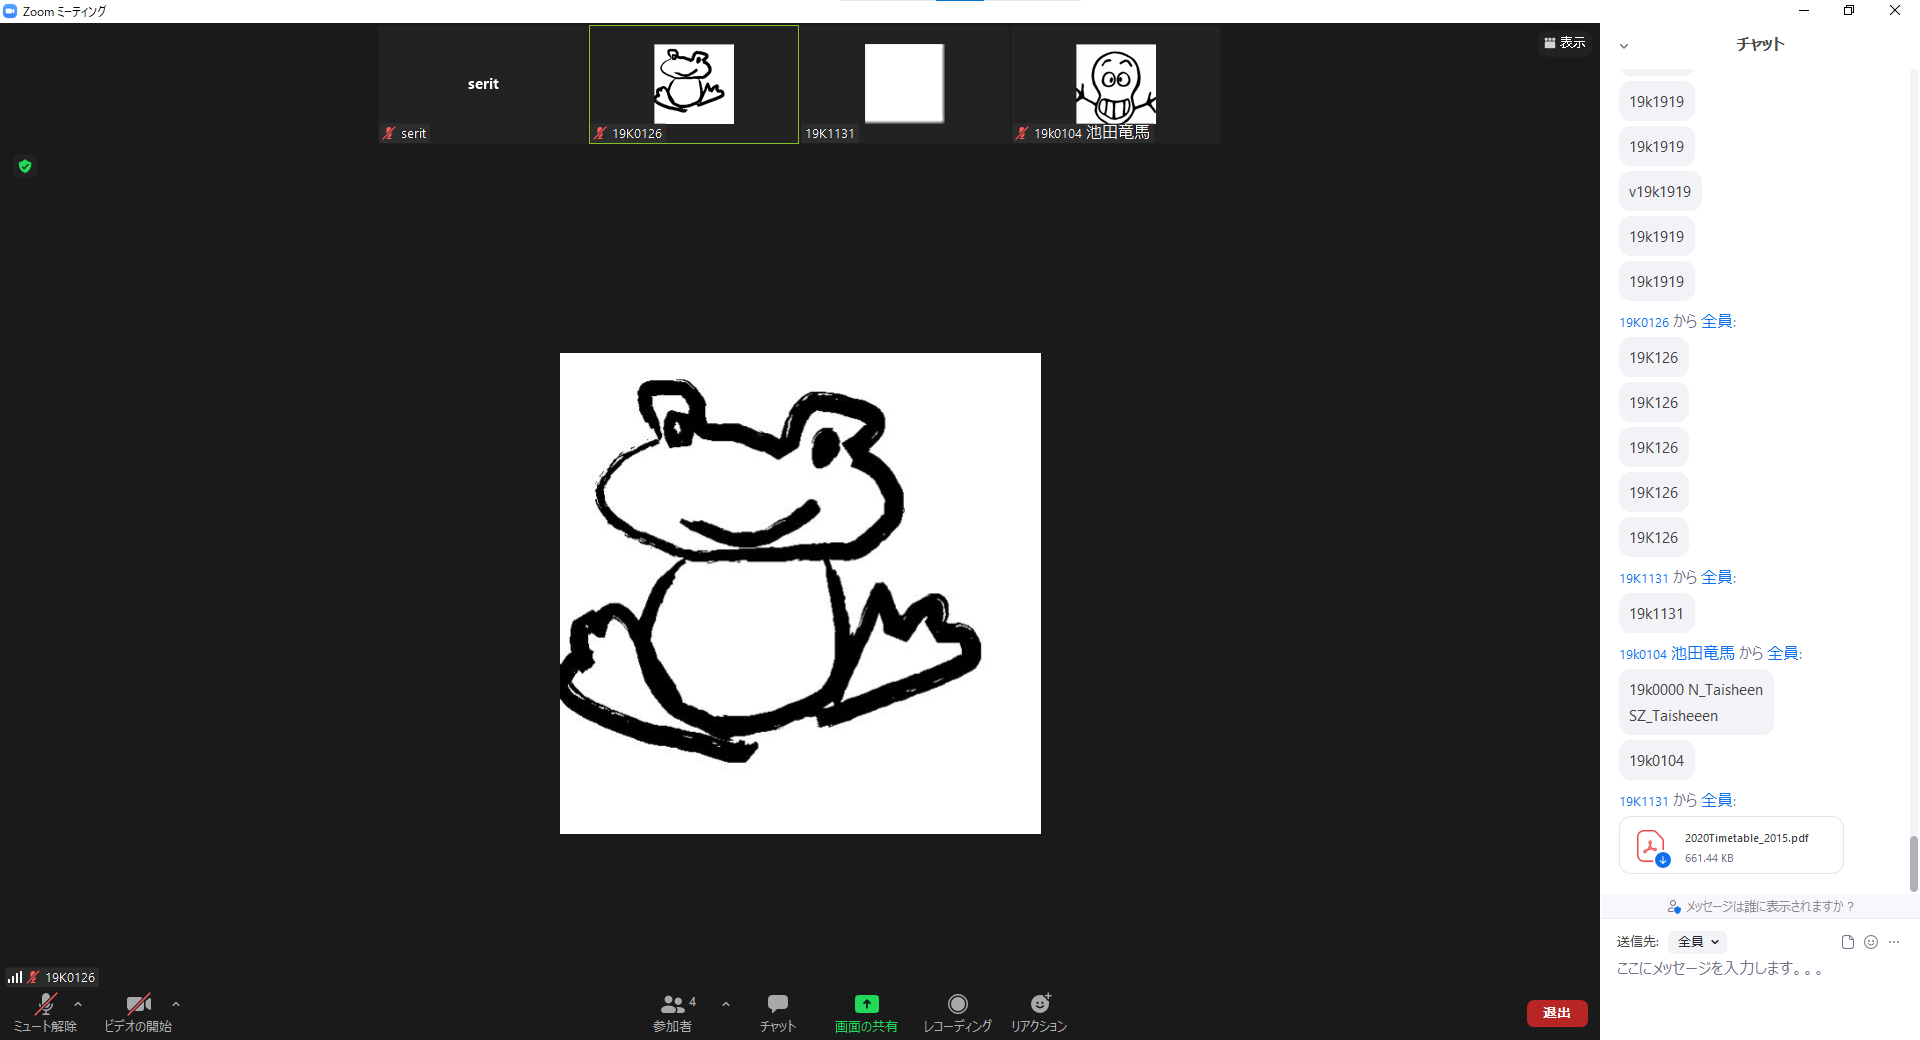 Zoom ミーティング
serit
serit
19K0126
19K1131
19k0104 池田竜馬
表示
チャット
19k1919
19k1919
v19k1919
19k1919
19k1919
19K0126 から 全員:
19K126
19K126
19K126
19K126
19K126
19K1131 から 全員:
19k1131
19k0104 池田竜馬 から 全員:
19k0000 N_Taisheen
SZ_Taisheeen
19k0104
19K1131 から 全員:
2020Timetable_2015.pdf
661.44 KB
メッセージは誰に表示されますか？
送信先: 全員
ここにメッセージを入力します。。。
19K0126
ミュート解除
ビデオの開始
参加者
4
チャット
画面の共有
レコーディング
リアクション
退出